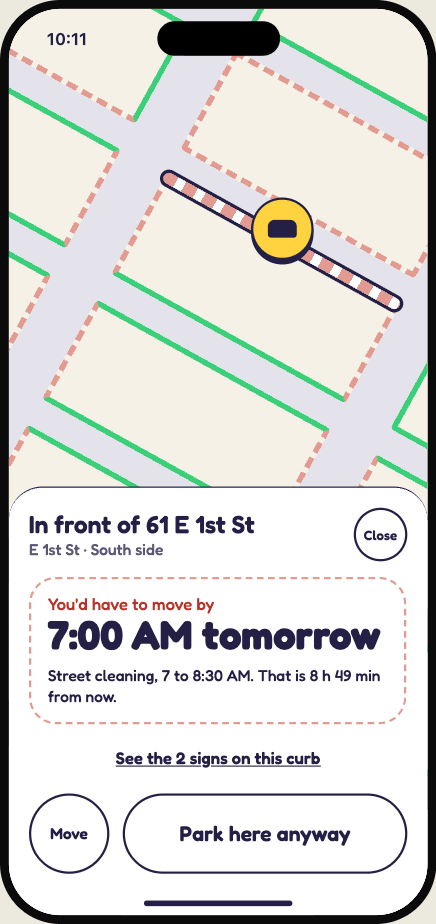 10:11
In front of 61 E 1st St
Close
E 1st St · South side
You'd have to move by
7:00 AM tomorrow
Street cleaning, 7 to 8:30 AM. That is 8 h 49 min
from now.
See the 2 signs on this curb
Move
Park here anyway